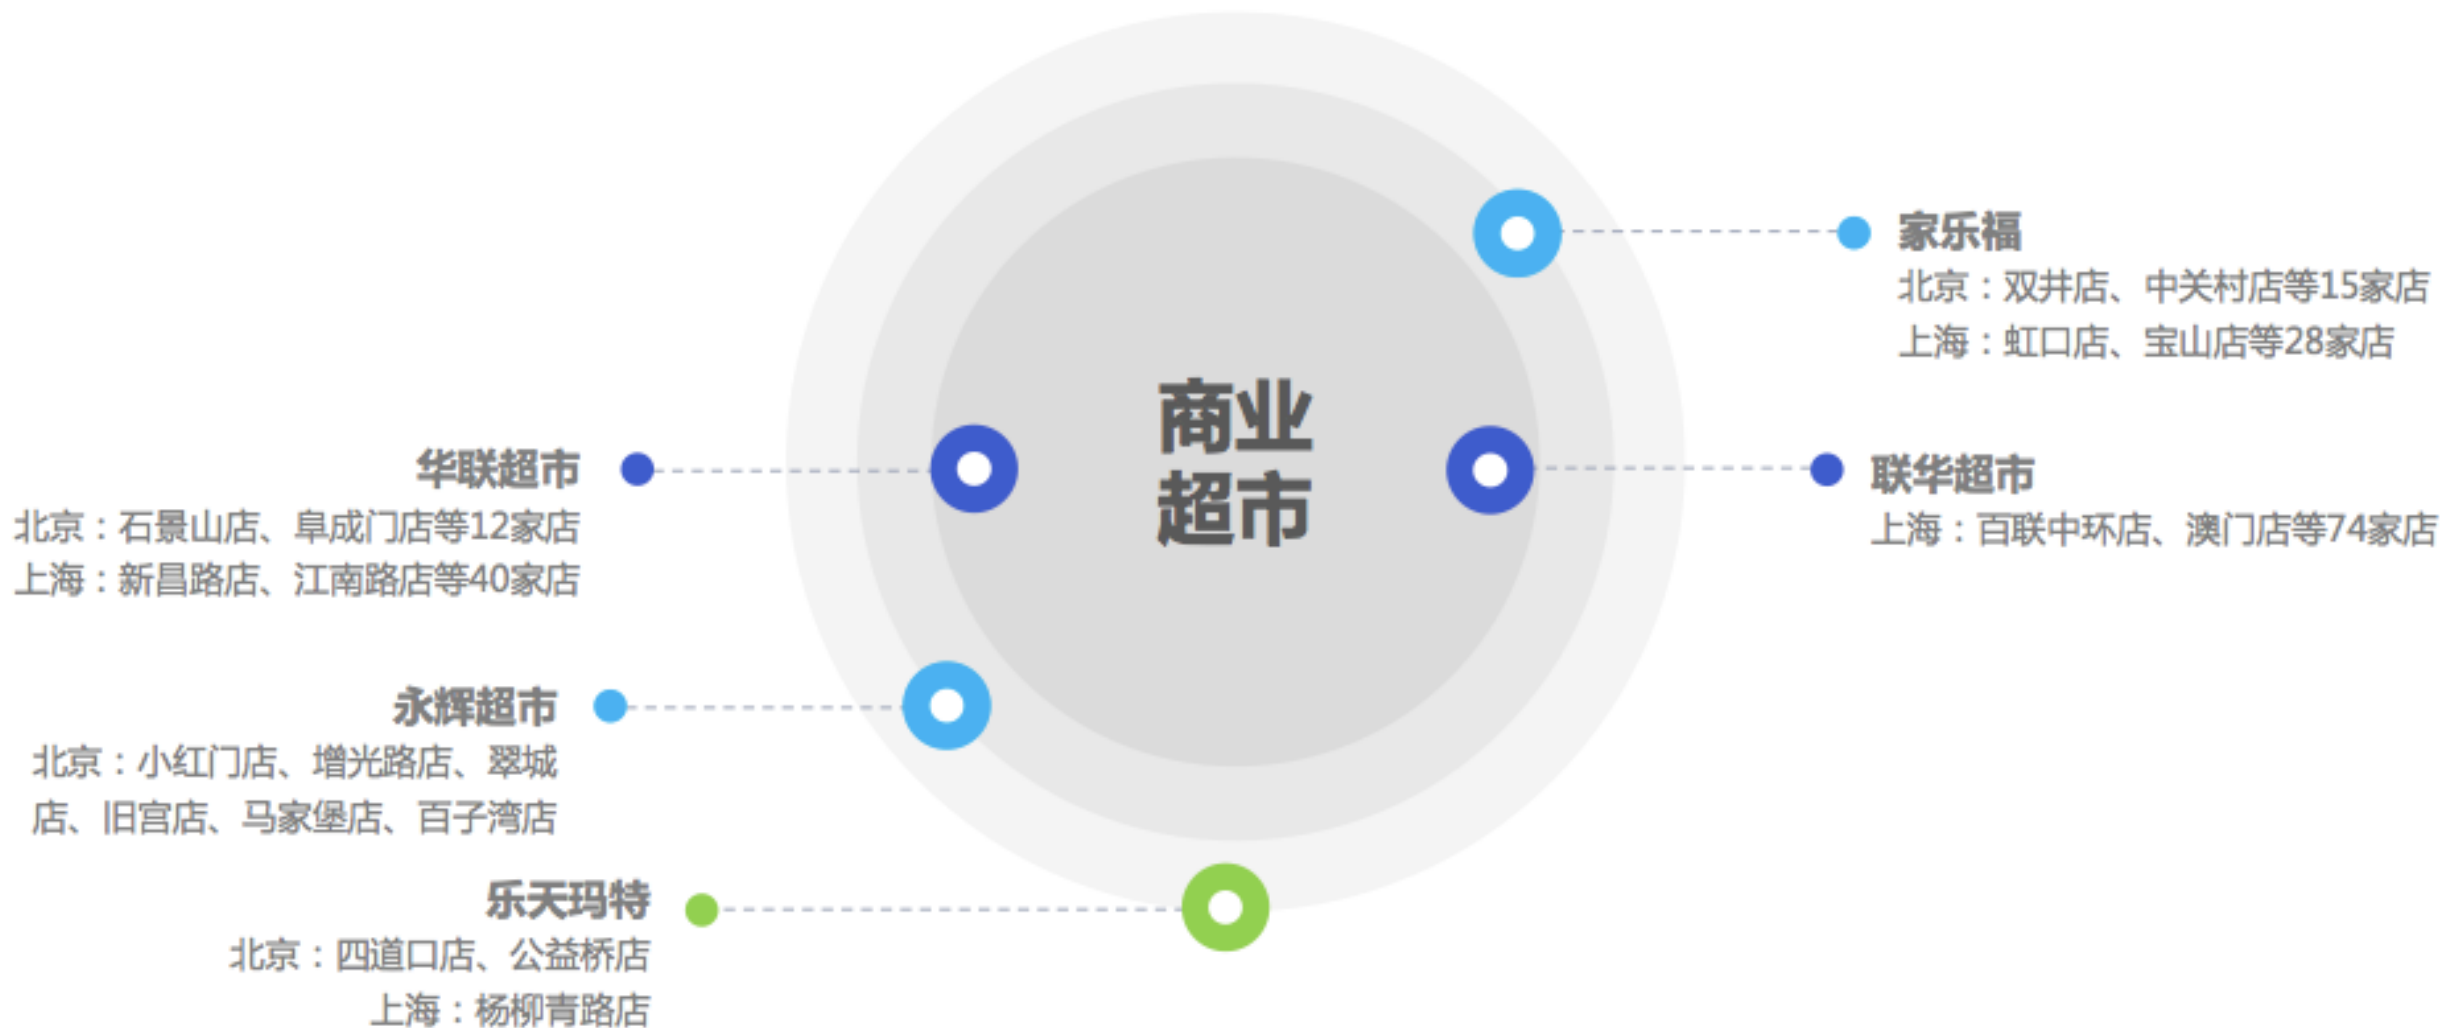 商业
超市
家乐福
北京：双井店、中关村店等15家店
上海：虹口店、宝山店等28家店
联华超市
上海：百联中环店、澳门店等74家店
华联超市
北京：石景山店、阜成门店等12家店
上海：新昌路店、江南路店等40家店
永辉超市
北京：小红门店、增光路店、翠城
店、旧宫店、马家堡店、百子湾店
乐天玛特
北京：四道口店、公益桥店
上海：杨柳青路店